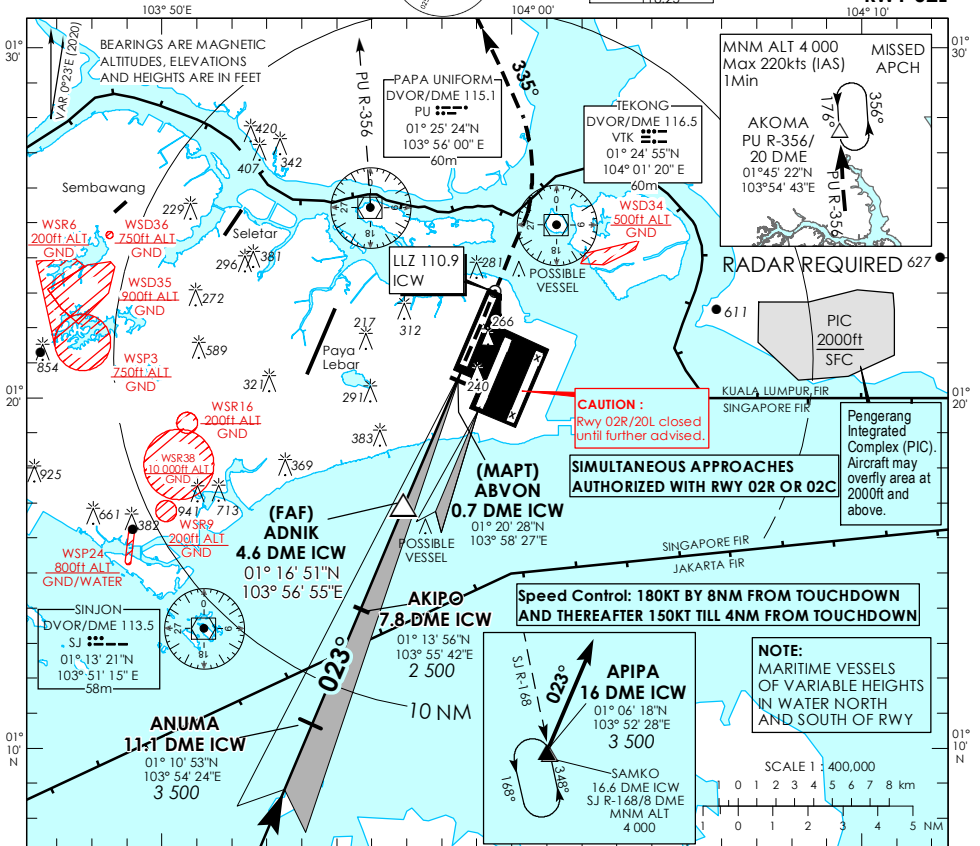 103° 50'E
104° 00'
104° 10'
01°
30'
VAR 0°23'E (2020)
BEARINGS ARE MAGNETIC
ALTITUDES, ELEVATIONS
AND HEIGHTS ARE IN FEET
PU R-356
335°
PAPA UNIFORM
DVOR/DME 115.1
PU
01° 25' 24"N
103° 56' 00" E
60m
TEKONG
DVOR/DME 116.5
VTK
01° 24' 55"N
104° 01' 20" E
60m
MNM ALT 4 000
Max 220kts (IAS)
1Min
MISSED
APCH
176°
356°
AKOMA
PU R-356/
20 DME
01°45' 22"N
103°54' 43"E
PU R-356
01°
30'
420
407
342
Sembawang
229
Seletar
296
381
WSR6
200ft ALT
GND
WSD36
750ft ALT
GND
WSD35
900ft ALT
GND
WSP3
750ft ALT
GND
854
272
589
321
217
312
291
Paya
Lebar
LLZ 110.9
ICW
281
266
240
POSSIBLE
VESSEL
WSD34
500ft ALT
GND
RADAR REQUIRED
627
611
PIC
2000ft
SFC
KUALA LUMPUR FIR
SINGAPORE FIR
01°
20'
01°
20'
CAUTION :
Rwy 02R/20L closed
until further advised.
Pengerang
Integrated
Complex (PIC).
Aircraft may
overfly area at
2000ft and
above.
SIMULTANEOUS APPROACHES
AUTHORIZED WITH RWY 02R OR 02C
WSR16
200ft ALT
GND
WSR38
10 000ft ALT
GND
383
369
925
661
382
941
713
WSR9
200ft ALT
GND
WSP24
800ft ALT
GND/WATER
(MAPT)
ABVON
0.7 DME ICW
01° 20' 28"N
103° 58' 27"E
(FAF)
ADNIK
4.6 DME ICW
01° 16' 51"N
103° 56' 55"E
POSSIBLE
VESSEL
SINGAPORE FIR
JAKARTA FIR
AKIPO
7.8 DME ICW
01° 13' 56"N
103° 55' 42"E
2 500
Speed Control: 180KT BY 8NM FROM TOUCHDOWN
AND THEREAFTER 150KT TILL 4NM FROM TOUCHDOWN
SINJON
DVOR/DME 113.5
SJ
01° 13' 21"N
103° 51' 15" E
58m
023°
10 NM
ANUMA
11.1 DME ICW
01° 10' 53"N
103° 54' 24"E
3 500
SJ R-168
023°
APIPA
16 DME ICW
01° 06' 18"N
103° 52' 28"E
3 500
168°
348°
SAMKO
16.6 DME ICW
SJ R-168/8 DME
MNM ALT
4 000
NOTE:
MARITIME VESSELS
OF VARIABLE HEIGHTS
IN WATER NORTH
AND SOUTH OF RWY
01°
10'
N
01°
10'
N
SCALE 1 : 400,000
1 0 1 2 3 4 5 6 7 8 km
1 0 1 2 3 4 5 NM